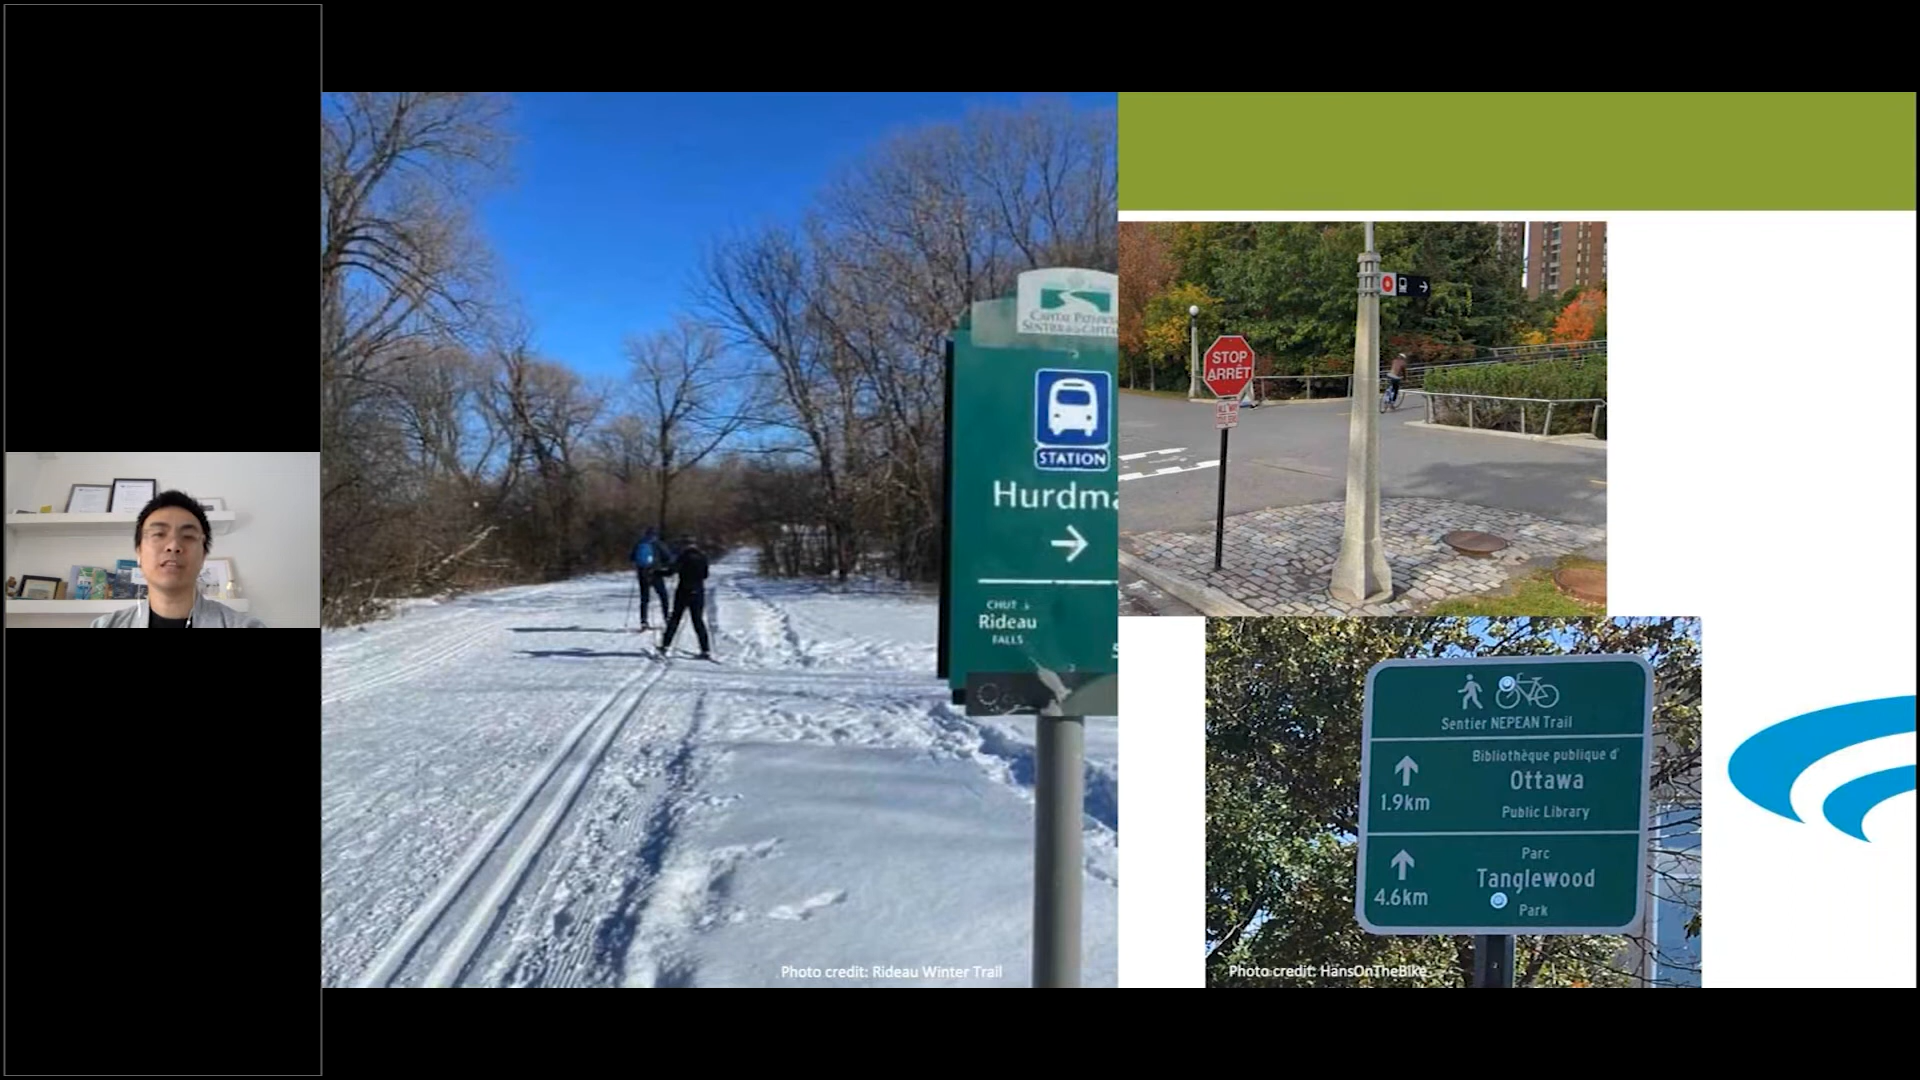 CAPITAL PATHWAY
SENTIER DE LA CAPITALE
STATION
Hurdma
Rideau
FALLS
Photo credit: Rideau Winter Trail
STOP
ARRÊT
Sentier NEPEAN Trail
Bibliothèque publique d'
Ottawa
1.9km
Public Library
Parc
Tanglewood
4.6km
Park
Photo credit: HansOnTheBike